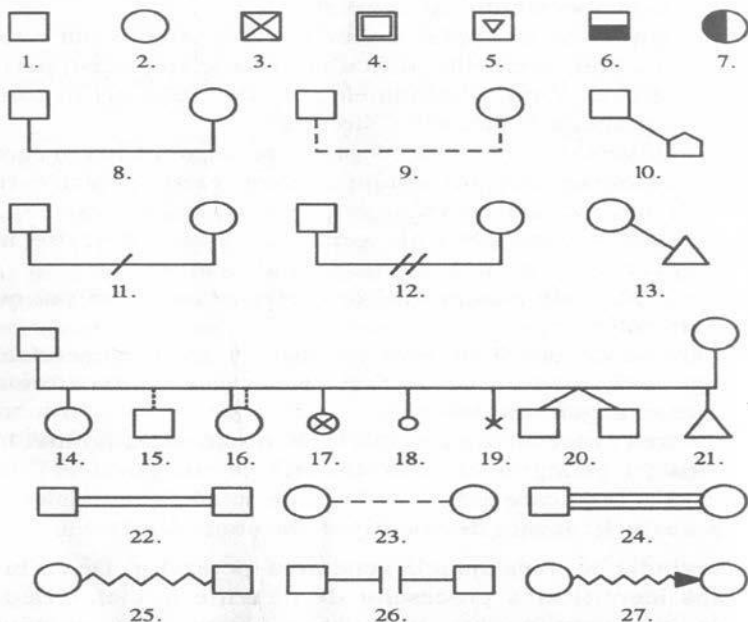 1. 2. 3. 4. 5. 6. 7.
8. 9. 10.
11. 12. 13.
14. 15. 16. 17. 18. 19. 20. 21.
22. 23. 24.
25. 26. 27.